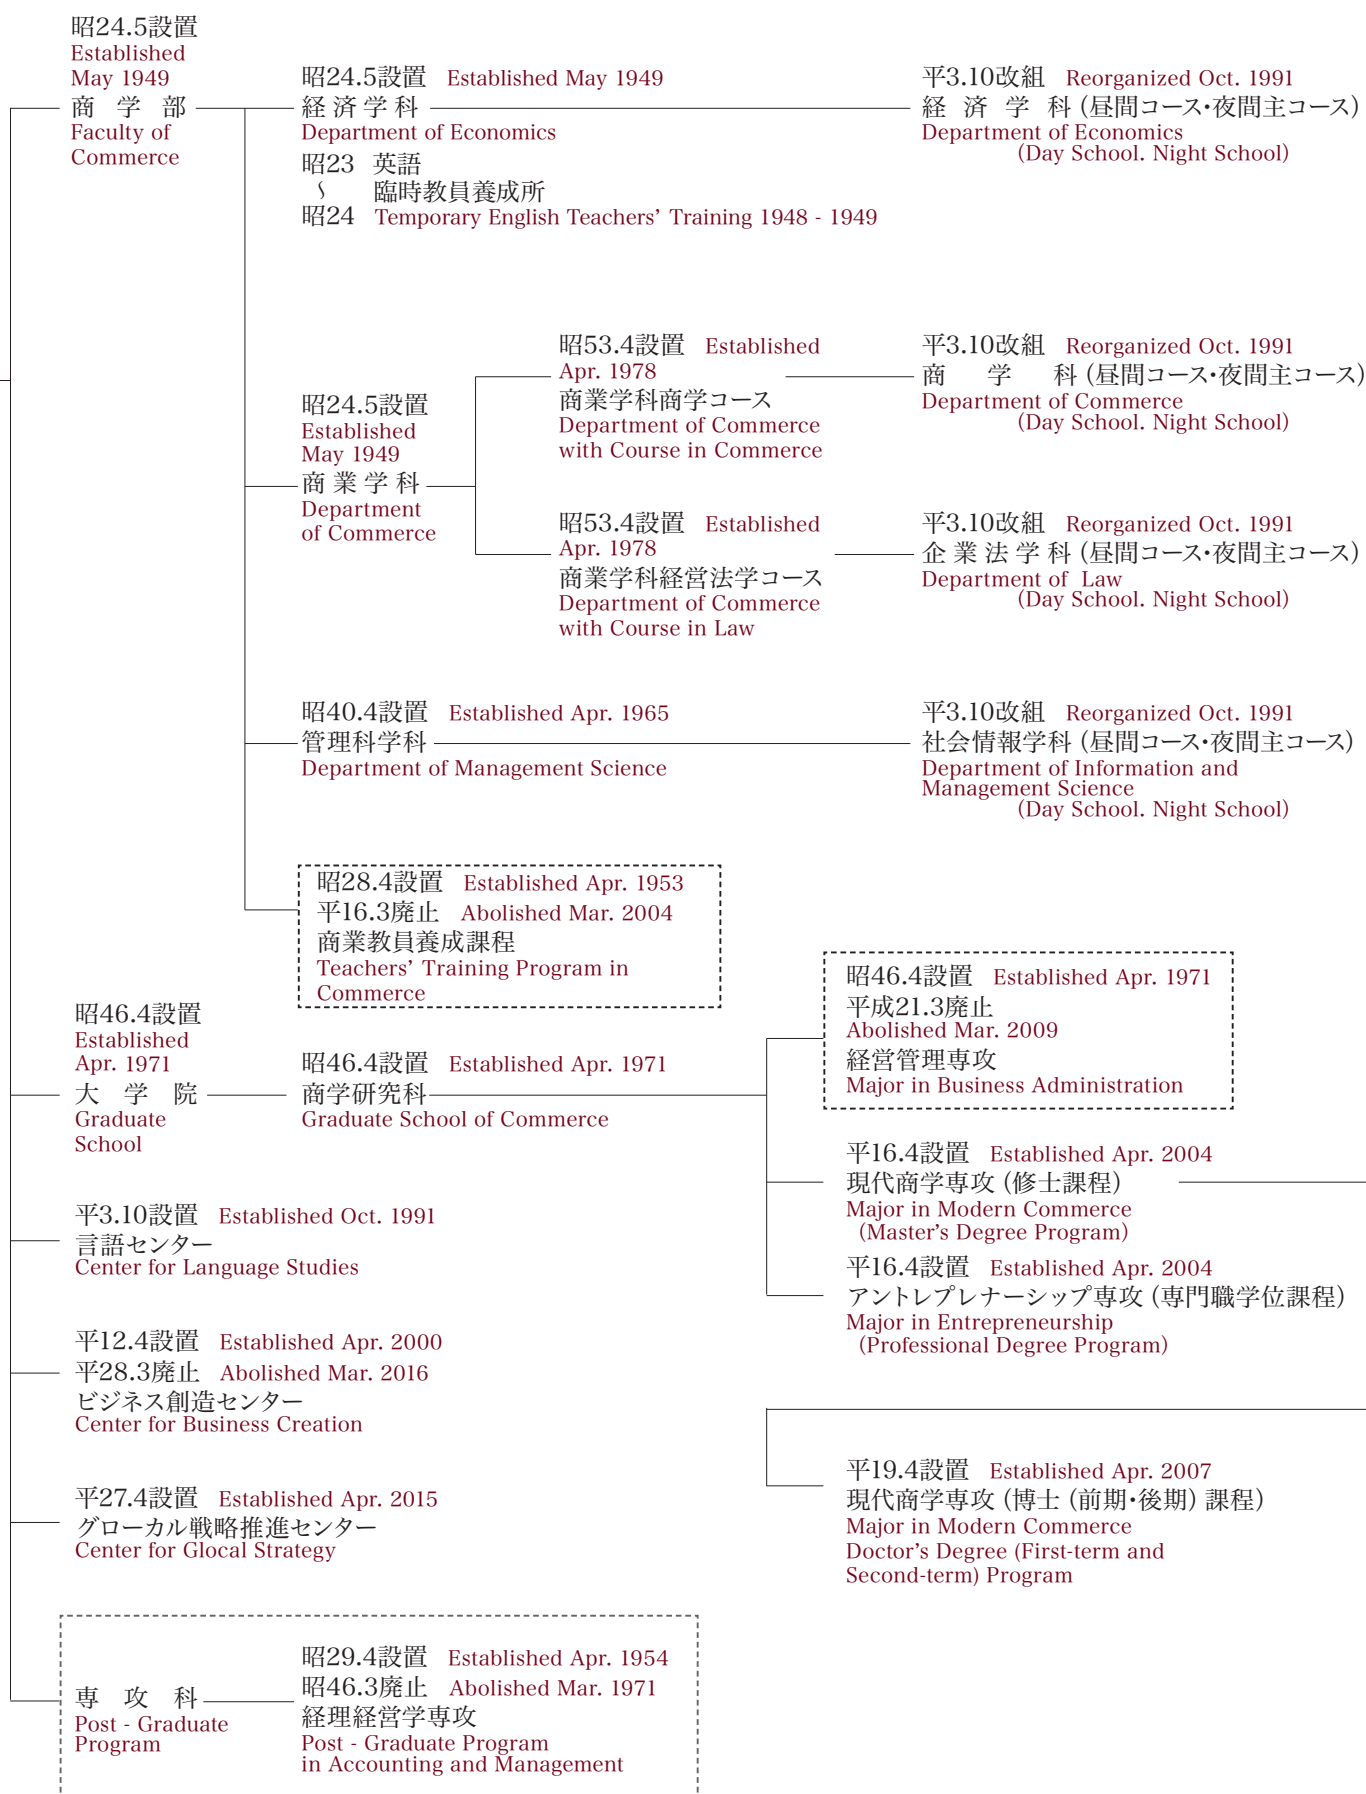 昭24.5設置
Established
May 1949
商 学 部
Faculty of
Commerce
昭24.5設置 Established May 1949
経済学科
Department of Economics
昭23 英語
〜 臨時教員養成所
昭24 Temporary English Teachers’ Training 1948 - 1949
平3.10改組 Reorganized Oct. 1991
経 済 学 科 (昼間コース・夜間主コース)
Department of Economics
(Day School. Night School)
昭24.5設置
Established
May 1949
商業学科
Department
of Commerce
昭53.4設置 Established
Apr. 1978
商業学科商学コース
Department of Commerce
with Course in Commerce
平3.10改組 Reorganized Oct. 1991
商 学 科 (昼間コース・夜間主コース)
Department of Commerce
(Day School. Night School)
昭53.4設置 Established
Apr. 1978
商業学科経営法学コース
Department of Commerce
with Course in Law
平3.10改組 Reorganized Oct. 1991
企業法学科 (昼間コース・夜間主コース)
Department of Law
(Day School. Night School)
昭40.4設置 Established Apr. 1965
管理科学科
Department of Management Science
平3.10改組 Reorganized Oct. 1991
社会情報学科 (昼間コース・夜間主コース)
Department of Information and
Management Science
(Day School. Night School)
昭28.4設置 Established Apr. 1953
平16.3廃止 Abolished Mar. 2004
商業教員養成課程
Teachers’ Training Program in
Commerce
昭46.4設置
Established
Apr. 1971
大 学 院
Graduate
School
昭46.4設置 Established Apr. 1971
商学研究科
Graduate School of Commerce
昭46.4設置 Established Apr. 1971
平成21.3廃止
Abolished Mar. 2009
経営管理専攻
Major in Business Administration
平16.4設置 Established Apr. 2004
現代商学専攻 (修士課程)
Major in Modern Commerce
(Master’s Degree Program)
平16.4設置 Established Apr. 2004
アントレプレナーシップ専攻 (専門職学位課程)
Major in Entrepreneurship
(Professional Degree Program)
平3.10設置 Established Oct. 1991
言語センター
Center for Language Studies
平12.4設置 Established Apr. 2000
平28.3廃止 Abolished Mar. 2016
ビジネス創造センター
Center for Business Creation
平19.4設置 Established Apr. 2007
現代商学専攻 (博士 (前期・後期) 課程)
Major in Modern Commerce
Doctor’s Degree (First-term and
Second-term) Program
平27.4設置 Established Apr. 2015
グローカル戦略推進センター
Center for Glocal Strategy
専 攻 科
Post - Graduate
Program
昭29.4設置 Established Apr. 1954
昭46.3廃止 Abolished Mar. 1971
経理経営学専攻
Post - Graduate Program
in Accounting and Management